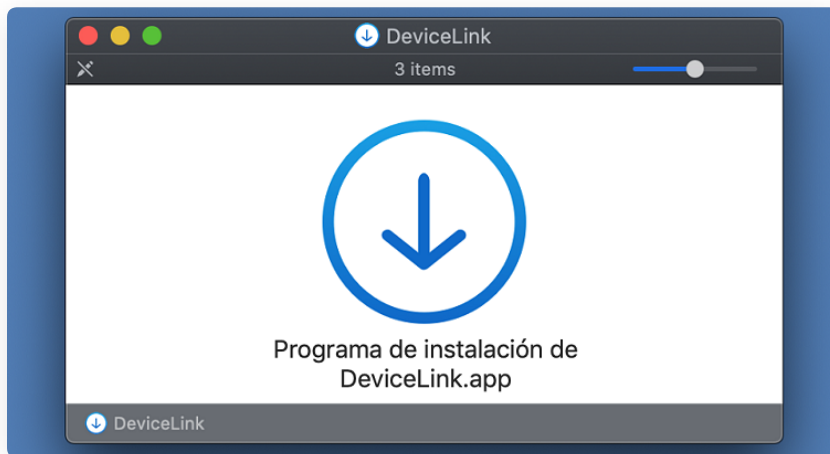 DeviceLink
3 items
Programa de instalación de
DeviceLink.app
DeviceLink